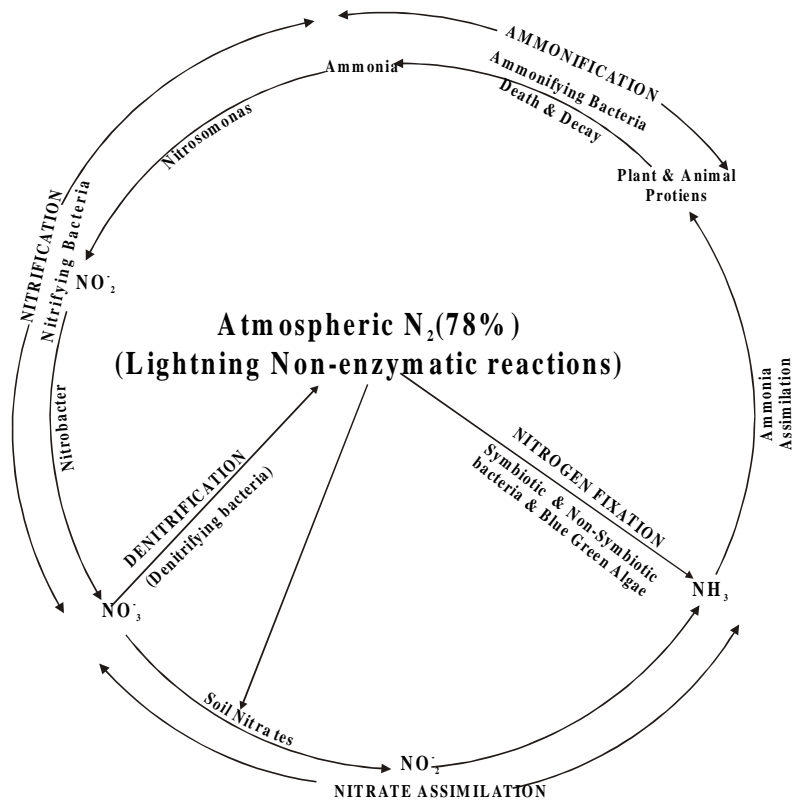 AMMONIFICATION
Ammonifying Bacteria
Death & Decay
Ammonia
Plant & Animal
Protiens
Nitrosomonas
NITRIFICATION
Nitrifying Bacteria
NO⁻₂
Atmospheric N₂(78%)
(Lightning Non-enzymatic reactions)
Nitrobacter
DENITRIFICATION
(Denitrifying bacteria)
NITROGEN FIXATION
Symbiotic & Non-Symbiotic
bacteria & Blue Green Algae
Ammonia
Assimilation
NO⁻₃
NH₃
Soil Nitrates
NO⁻₂
NITRATE ASSIMILATION